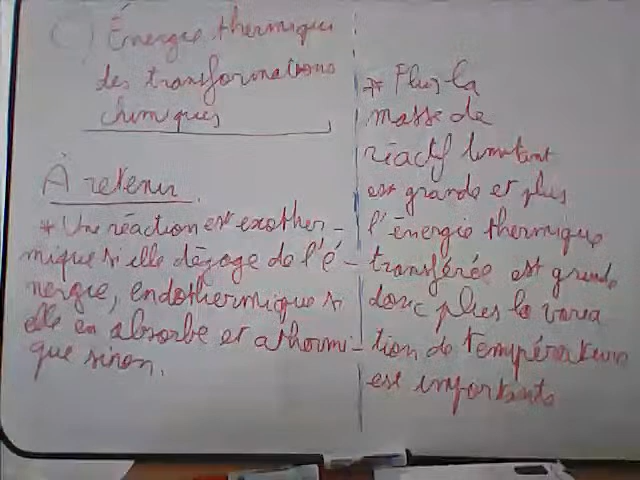 C) Énergie thermique
des transformations
chimiques
À retenir
* Une réaction est exother-
mique si elle dégage de l'é-
nergie, endothermique si
elle en absorbe et athermi-
que sinon.
* Plus la
masse de
réactif limitant
est grande et plus
l'énergie thermique
transférée est grande
donc plus la varia
tion de température
est importante